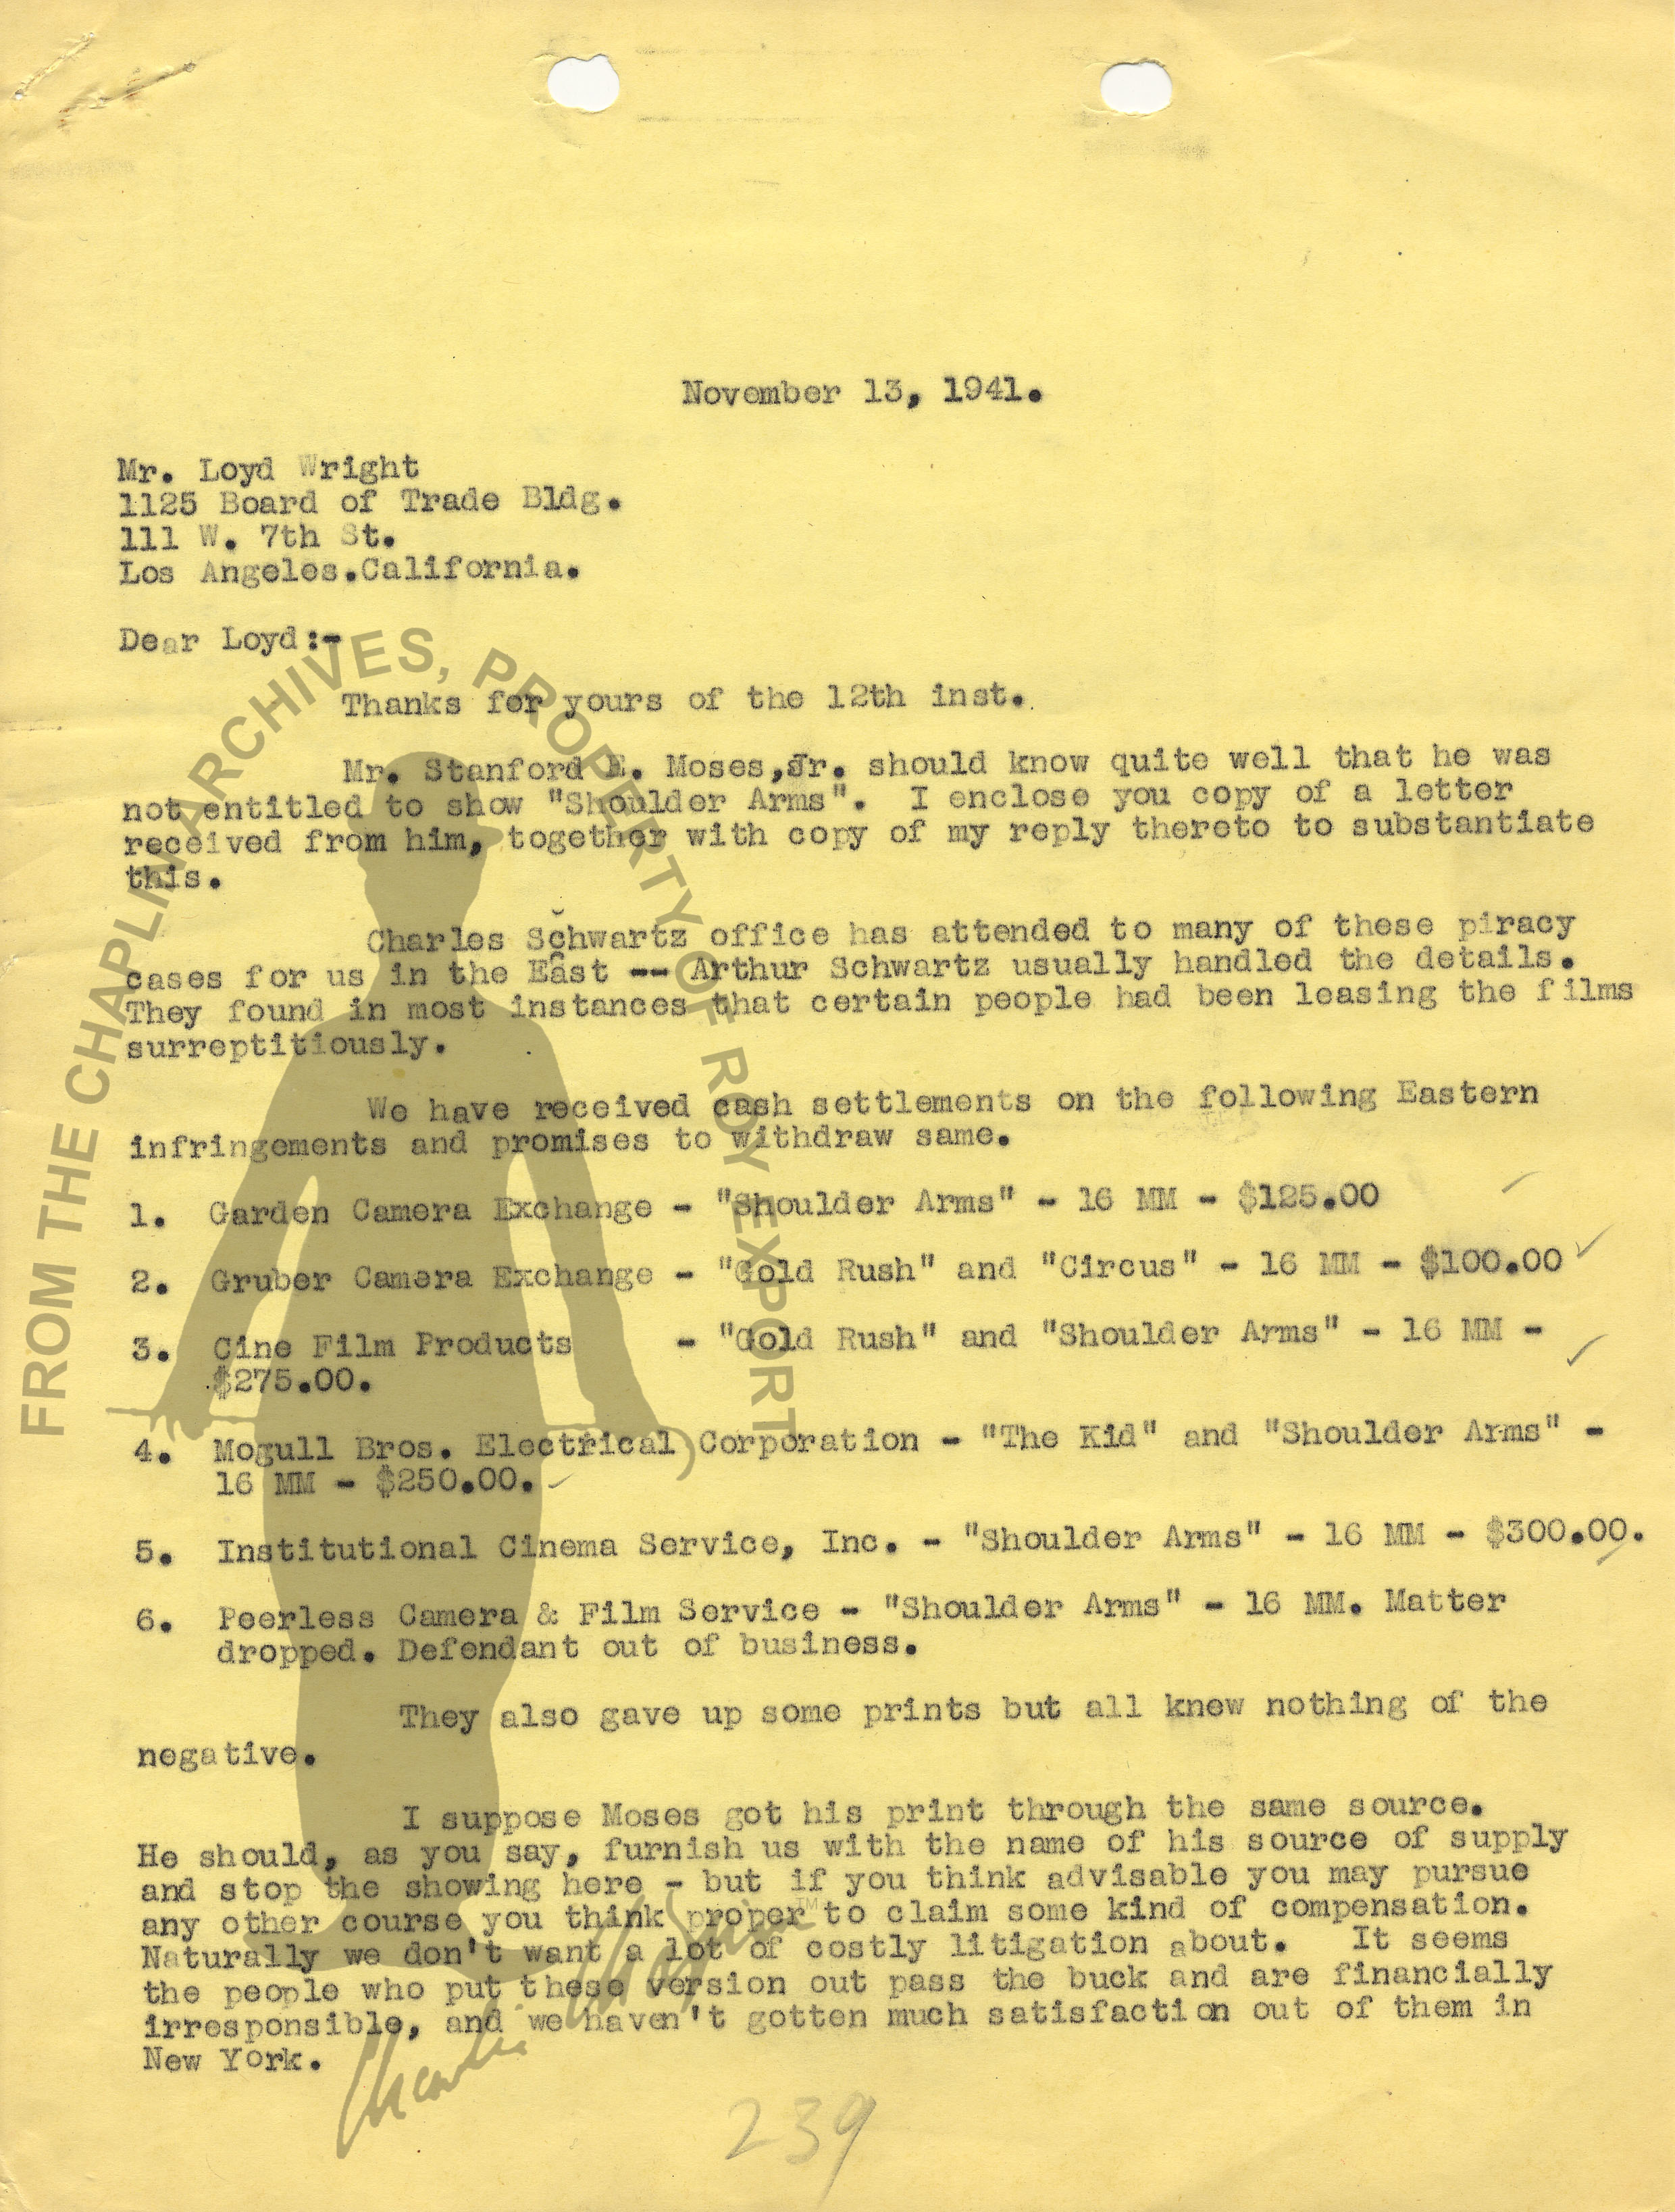 November 13, 1941.
Mr. Loyd Wright
1125 Board of Trade Bldg.
111 W. 7th St.
Los Angeles.California.
Dear Loyd:-
Thanks for yours of the 12th inst.
Mr. Stanford E. Moses,Jr. should know quite well that he was
not entitled to show "Shoulder Arms". I enclose you copy of a letter
received from him, together with copy of my reply thereto to substantiate
this.
Charles Schwartz office has attended to many of these piracy
cases for us in the East -- Arthur Schwartz usually handled the details.
They found in most instances that certain people had been leasing the films
surreptitiously.
We have received cash settlements on the following Eastern
infringements and promises to withdraw same.
1. Garden Camera Exchange - "Shoulder Arms" - 16 MM - $125.00
2. Gruber Camera Exchange - "Gold Rush" and "Circus" - 16 MM - $100.00
3. Cine Film Products - "Gold Rush" and "Shoulder Arms" - 16 MM -
$275.00.
4. Mogull Bros. Electrical Corporation - "The Kid" and "Shoulder Arms" -
16 MM - $250.00.
5. Institutional Cinema Service, Inc. - "Shoulder Arms" - 16 MM - $300.00.
6. Peerless Camera & Film Service - "Shoulder Arms" - 16 MM. Matter
dropped. Defendant out of business.
They also gave up some prints but all knew nothing of the
negative.
I suppose Moses got his print through the same source.
He should, as you say, furnish us with the name of his source of supply
and stop the showing here - but if you think advisable you may pursue
any other course you think proper to claim some kind of compensation.
Naturally we don't want a lot of costly litigation about. It seems
the people who put these version out pass the buck and are financially
irresponsible, and we haven't gotten much satisfaction out of them in
New York.
239
FROM THE CHAPLIN ARCHIVES, PROPERTY OF ROY EXPORT
Charlie Chaplin TM